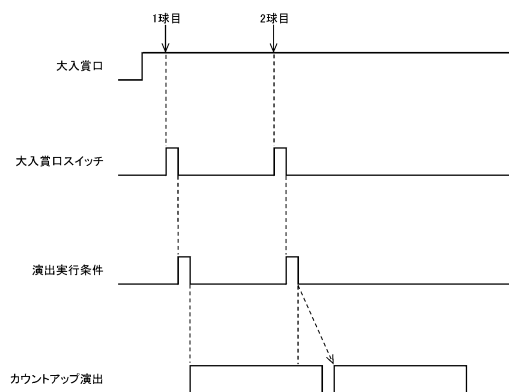 1球目
2球目
大入賞口
大入賞口スイッチ
演出実行条件
カウントアップ演出